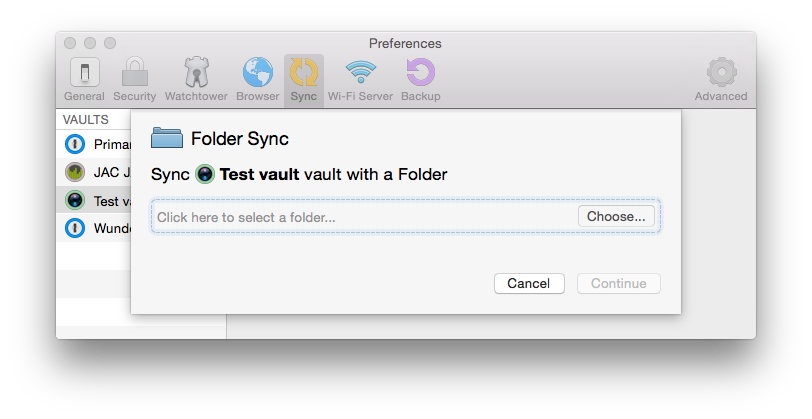 Preferences
General Security Watchtower Browser Sync Wi-Fi Server Backup Advanced
VAULTS
Folder Sync
Prima
JAC J
Sync Test vault vault with a Folder
Test va
Click here to select a folder... Choose...
Wunde
Cancel Continue